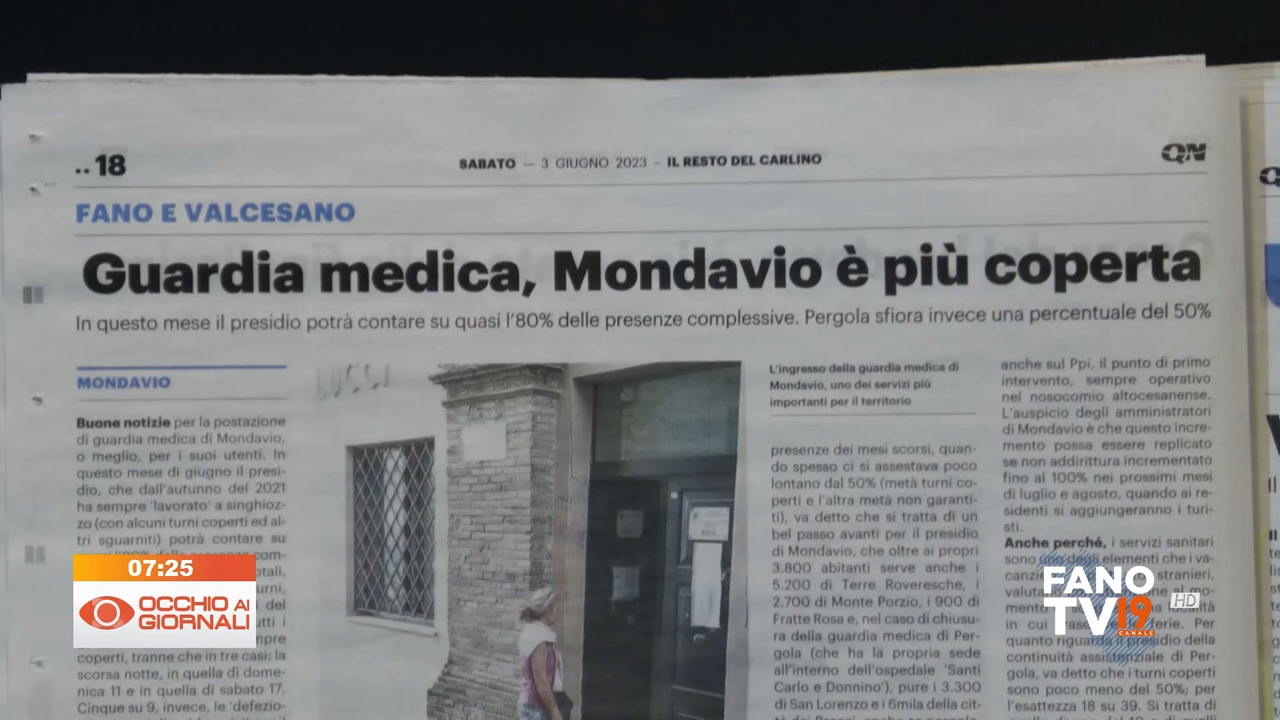 ..18
SABATO — 3 GIUGNO 2023 – IL RESTO DEL CARLINO
QN
FANO E VALCESANO
Guardia medica, Mondavio è più coperta
In questo mese il presidio potrà contare su quasi l'80% delle presenze complessive. Pergola sfiora invece una percentuale del 50%
MONDAVIO
Buone notizie per la postazione
di guardia medica di Mondavio,
o meglio, per i suoi utenti. In
questo mese di giugno il presi-
dio, che dall'autunno del 2021
ha sempre 'lavorato' a singhioz-
zo (con alcuni turni coperti ed al-
tri sguarniti) potrà contare su
coperti, tranne che in tre casi: la
scorsa notte, in quella di dome-
nica 11 e in quella di sabato 17.
Cinque su 9, invece, le 'defezio-
LUCCI
L'ingresso della guardia medica di
Mondavio, uno dei servizi più
importanti per il territorio
presenze dei mesi scorsi, quan-
do spesso ci si assestava poco
lontano dal 50% (metà turni co-
perti e l'altra metà non garanti-
ti), va detto che si tratta di un
bel passo avanti per il presidio
di Mondavio, che oltre ai propri
3.800 abitanti serve anche i
5.200 di Terre Roveresche, i
2.700 di Monte Porzio, i 900 di
Fratte Rosa e, nel caso di chiusu-
ra della guardia medica di Per-
gola (che ha la propria sede
all'interno dell'ospedale 'Santi
Carlo e Donnino'), pure i 3.300
di San Lorenzo e i 6mila della cit-
anche sul Ppi, il punto di primo
intervento, sempre operativo
nel nosocomio altocesanense.
L'auspicio degli amministratori
di Mondavio è che questo incre-
mento possa essere replicato
se non addirittura incrementato
fino al 100% nei prossimi mesi
di luglio e agosto, quando ai re-
sidenti si aggiungeranno i turi-
sti.
Anche perché, i servizi sanitari
sono uno degli elementi che i va-
stranieri,
in cui
ferie. Per
quanto riguarda il presidio della
continuità assistenziale di Per-
gola, va detto che i turni coperti
sono poco meno del 50%; per
l'esattezza 18 su 39. Si tratta di
07:25
OCCHIO AI
GIORNALI
FANO
TV19 HD
CANALE